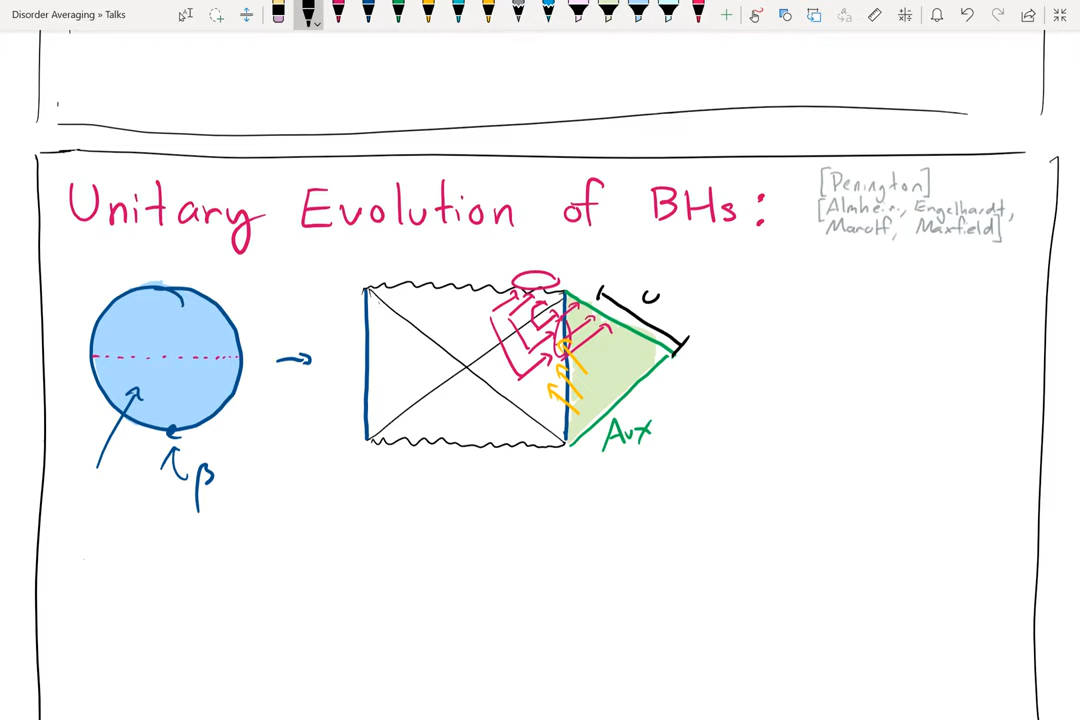 Disorder Averaging » Talks
Unitary Evolution of BHs:
[Penington]
[Almheiri, Engelhardt,
Marolf, Maxfield]
U
Aux
β